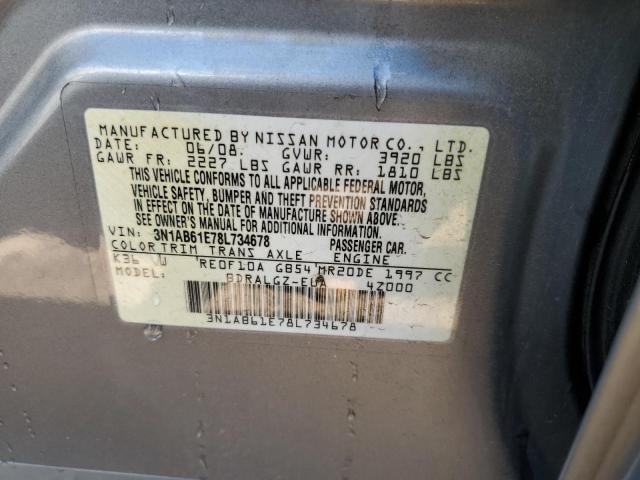 MANUFACTURED BY NISSAN MOTOR CO., LTD.
DATE: 06/08. GVWR: 3920 LBS
GAWR FR: 2227 LBS GAWR RR: 1810 LBS
THIS VEHICLE CONFORMS TO ALL APPLICABLE FEDERAL MOTOR,
VEHICLE SAFETY, BUMPER AND THEFT PREVENTION STANDARDS
IN EFFECT ON THE DATE OF MANUFACTURE SHOWN ABOVE.
SEE OWNER'S MANUAL FOR ADDITIONAL INFORMATION.
VIN: 3N1AB61E78L734678 PASSENGER CAR.
COLOR TRIM TRANS AXLE ENGINE
K36 W RE0F10A GB54 MR20DE 1997 CC
MODEL: BDRALGZ-EUA 4Z000
3N1AB61E78L734678